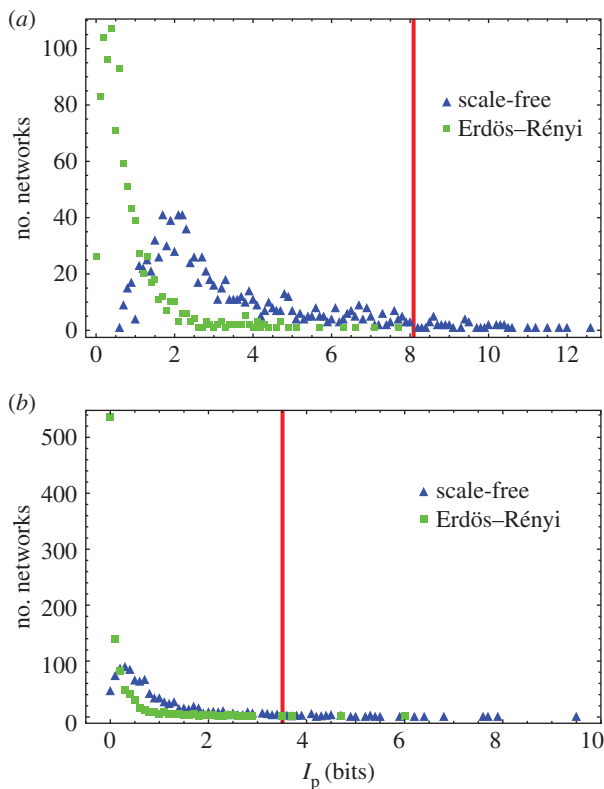 (a)
100
80
60
40
20
0
no. networks
scale-free
Erdös–Rényi
0 2 4 6 8 10 12
(b)
500
400
300
200
100
0
no. networks
scale-free
Erdös–Rényi
0 2 4 6 8 10
Ip (bits)